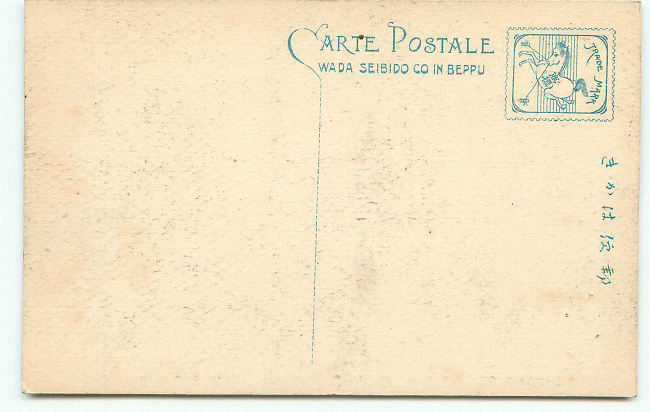 CARTE POSTALE
WADA SEIBIDO CO IN BEPPU
TRADE MARK
きかは便郵